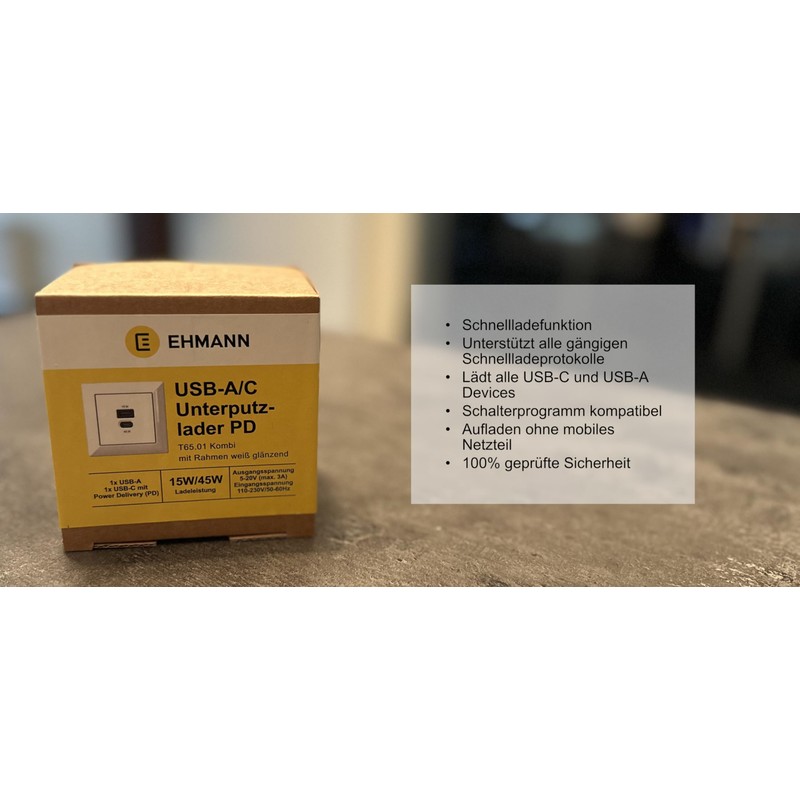 EHMANN
USB-A/C
Unterputz-
lader PD
T65.01 Kombi
mit Rahmen weiß glänzend
1x USB-A
1x USB-C mit
Power Delivery (PD)
15W/45W
Ladeleistung
Ausgangsspannung
5-20V (max. 3A)
Eingangsspannung
110-230V/50-60Hz
• Schnellladefunktion
• Unterstützt alle gängigen
Schnellladeprotokolle
• Lädt alle USB-C und USB-A
Devices
• Schalterprogramm kompatibel
• Aufladen ohne mobiles
Netzteil
• 100% geprüfte Sicherheit